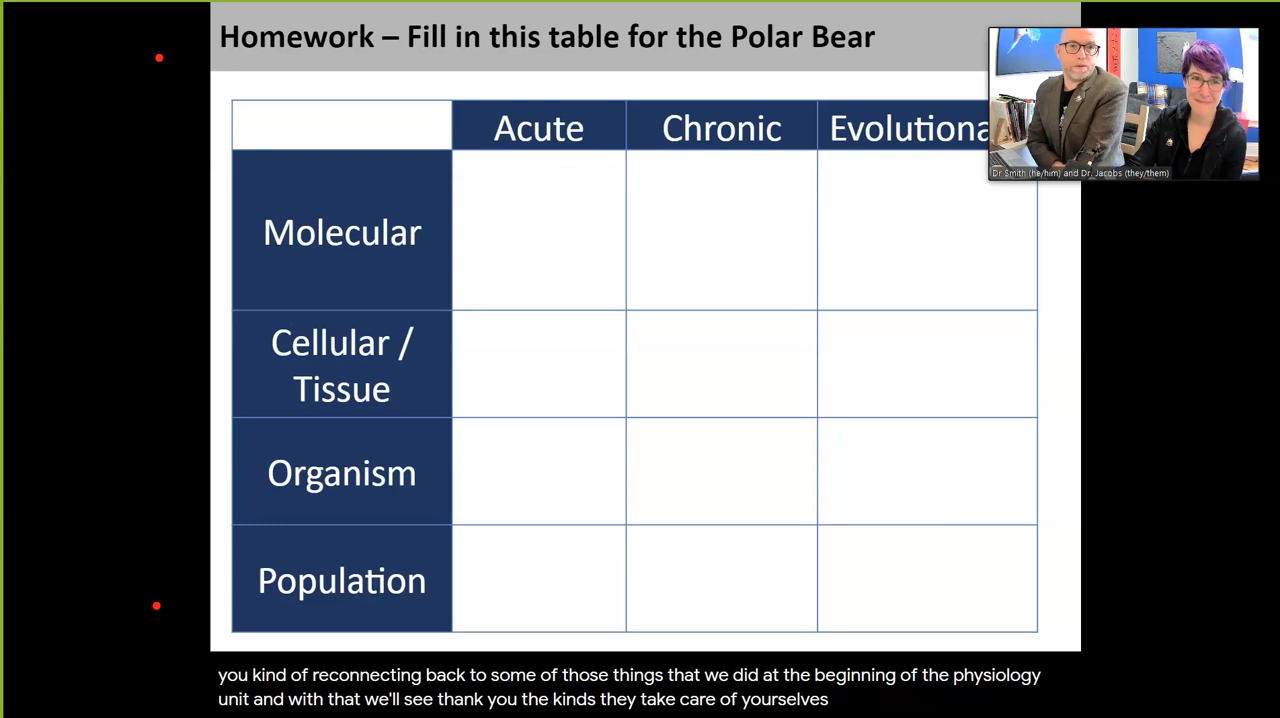 Homework – Fill in this table for the Polar Bear
Acute
Chronic
Evolutiona
Dr Smith (he/him) and Dr. Jacobs (they/them)
Molecular
Cellular /
Tissue
Organism
Population
you kind of reconnecting back to some of those things that we did at the beginning of the physiology
unit and with that we'll see thank you the kinds they take care of yourselves